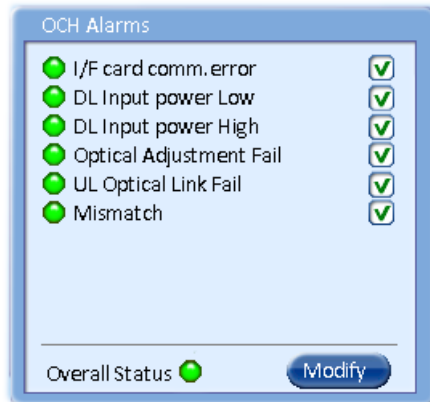 OCH Alarms
I/F card comm.error
DL Input power Low
DL Input power High
Optical Adjustment Fail
UL Optical Link Fail
Mismatch
Overall Status
Modify